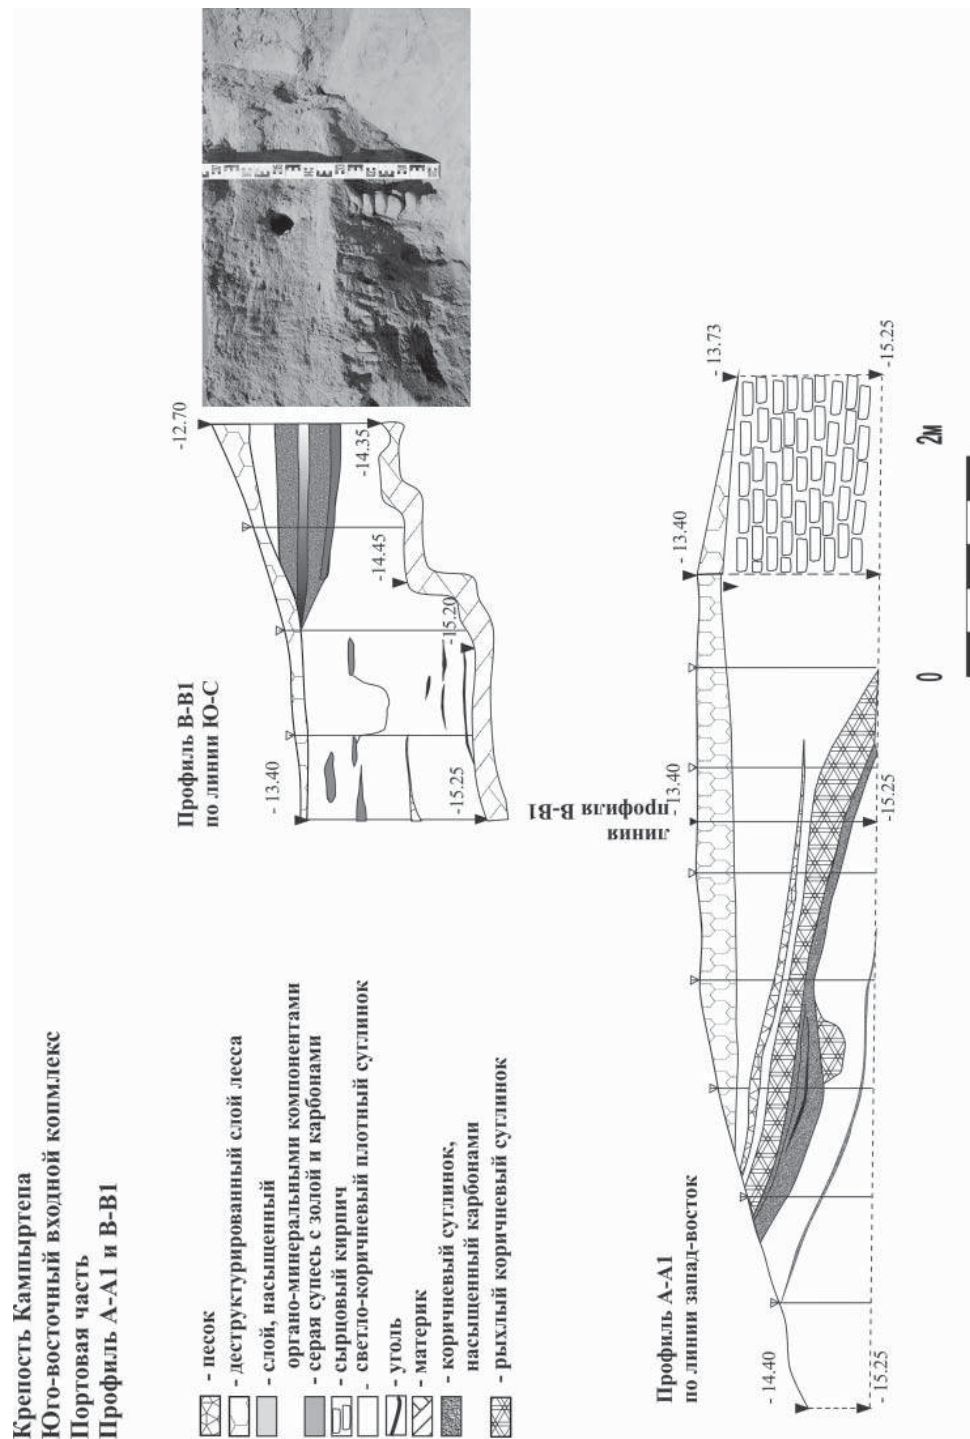 Крепость Кампыртепа
Юго-восточный входной копмлекс
Портовая часть
Профиль А-А1 и В-В1
- песок
- деструктурированный слой лесса
- слой, насыщенный
органо-минеральными компонентами
- серая супесь с золой и карбонами
- сырцовый кирпич
- светло-коричневый плотный суглинок
- уголь
- материк
- коричневый суглинок,
насыщенный карбонами
- рыхлый коричневый суглинок
Профиль В-В1
по линии Ю-С
- 13.40
-12.70
-14.35
-14.45
-15.20
-15.25
Профиль А-А1
по линии запад-восток
-14.40
- 15.25
линия
профиля В-В1
- 13.40
-15.25
- 13.40
- 13.73
-15.25
0
2м